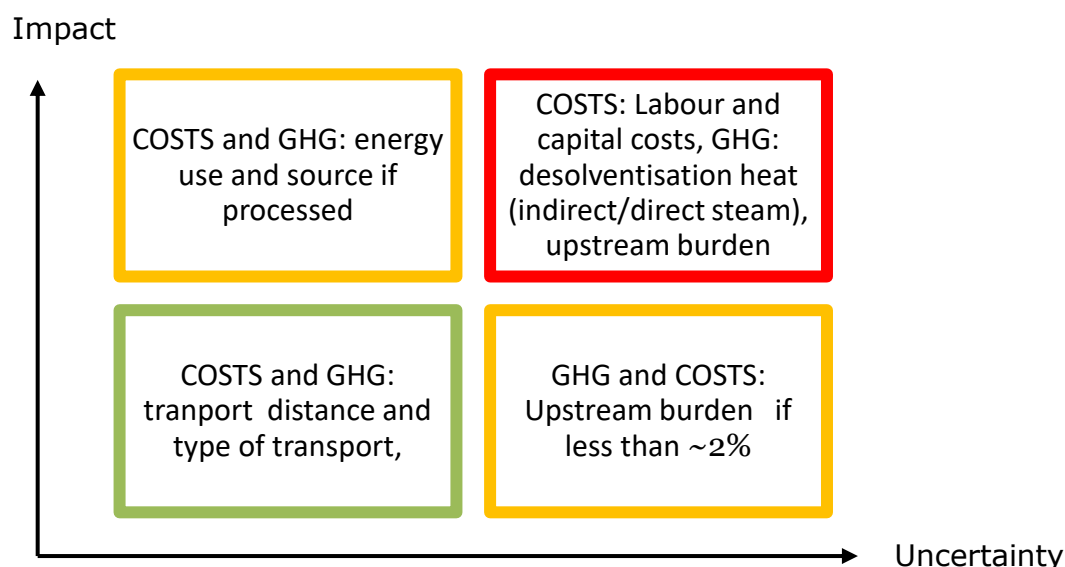 Impact
COSTS and GHG: energy
use and source if
processed
COSTS: Labour and
capital costs, GHG:
desolventisation heat
(indirect/direct steam),
upstream burden
COSTS and GHG:
tranport  distance and
type of transport,
GHG and COSTS:
Upstream burden   if
less than ~2%
Uncertainty